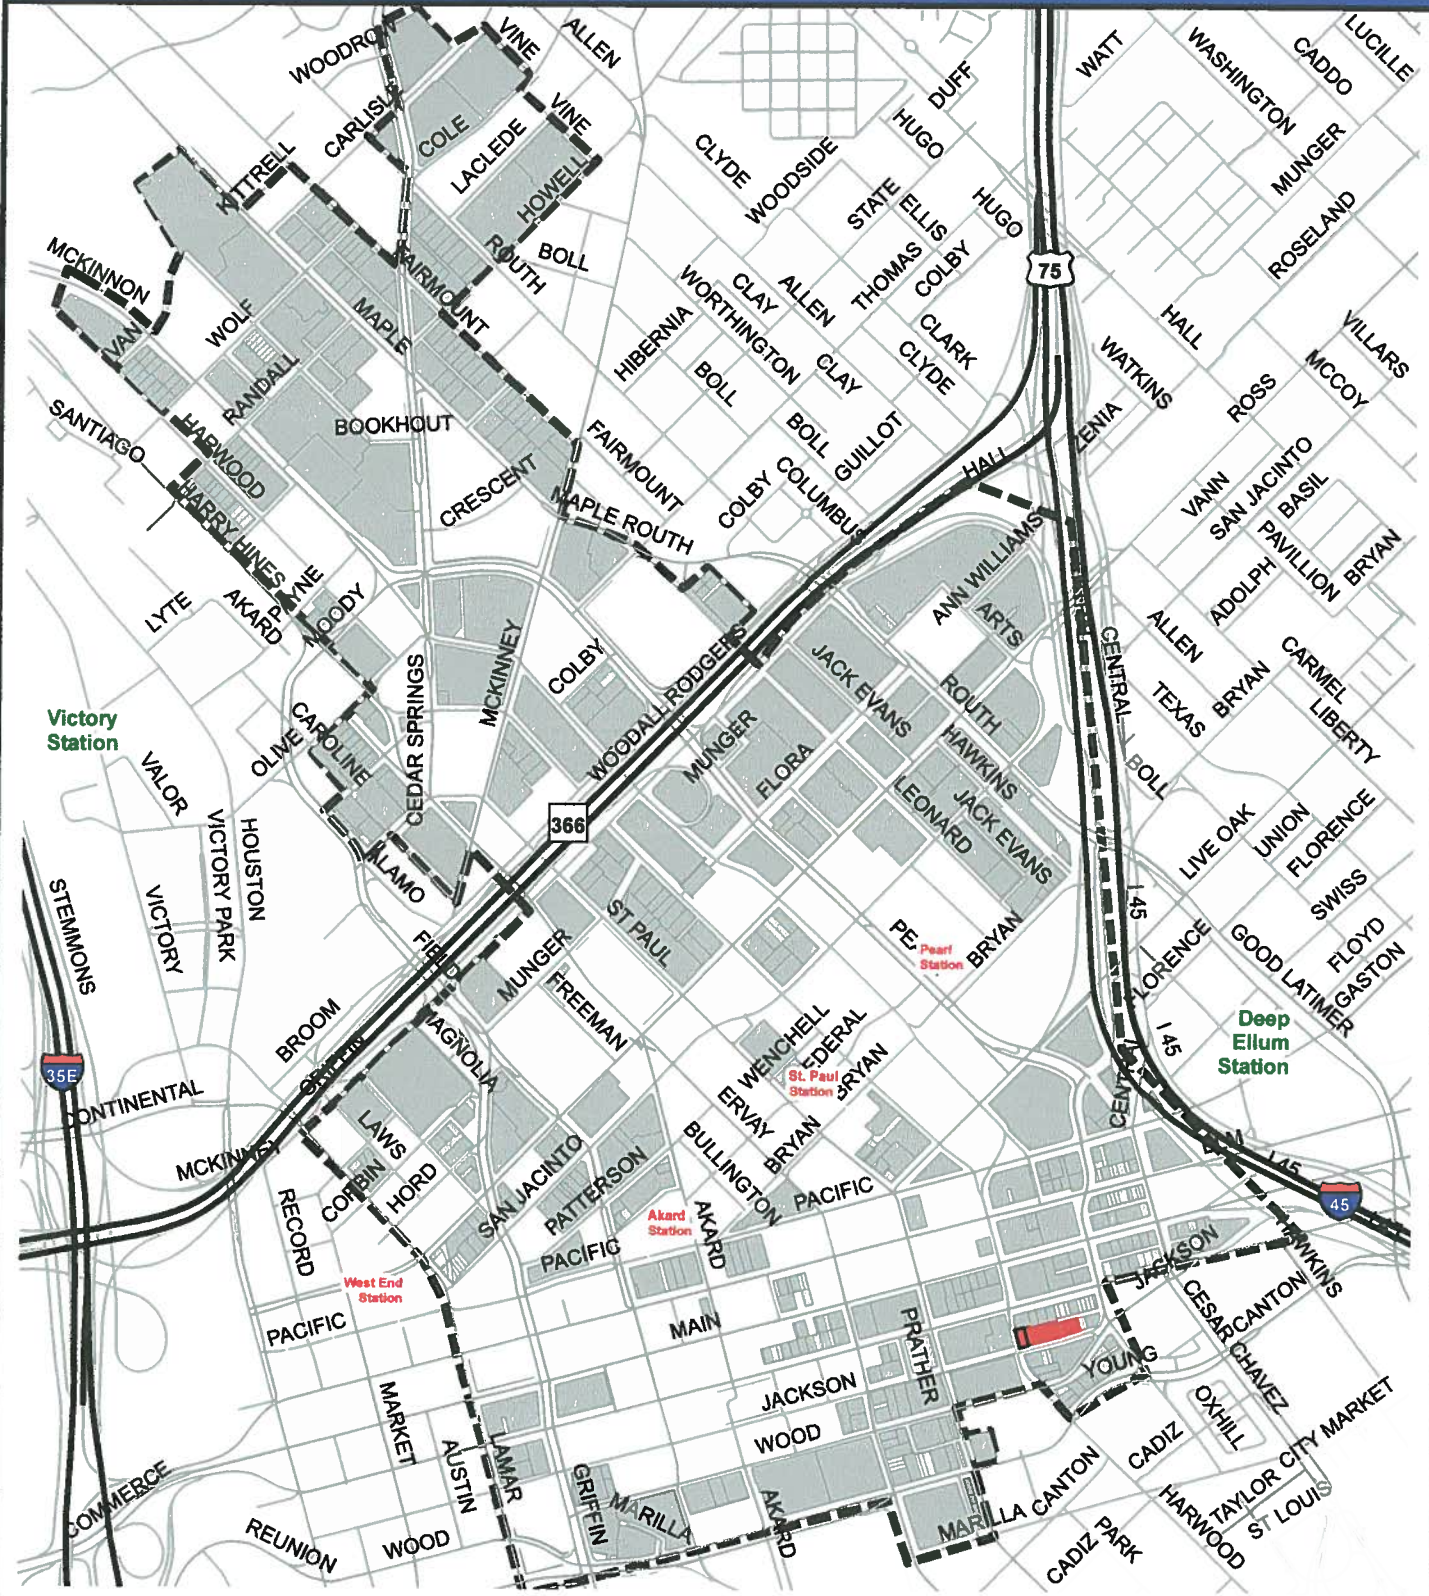 WOODROW
VINE
ALLEN
WATT
WASHINGTON
CADDO
LUCILLE
CARLISLE
COLE
LACLEDE
VINE
DUFF
HUGO
MUNGER
KITTRELL
HOWELL
CLYDE
WOODSIDE
STATE
ELLIS
HUGO
ROSELAND
MCKINNON
ROUTH
BOLL
THOMAS
COLBY
75
VAN
WOLF
FAIRMOUNT
MAPLE
WORTHINGTON
CLAY
ALLEN
HALL
VILLARS
HIBERNIA
CLARK
CLYDE
WATKINS
MCCOY
RANDALL
BOLL
CLAY
ROSS
SANTIAGO
HARWOOD
BOOKHOUT
FAIRMOUNT
BOLL
GUILLOT
ZENIA
HARRY HINES
CRESCENT
MAPLE ROUTH
COLBY
COLUMBUS
HALL
VANN
SAN JACINTO
BASIL
PAVILLION
BRYAN
LYTE
AKARD
PAYNE
MOODY
ANN WILLIAMS
ARTS
ADOLPH
ALLEN
CARMEL
MCKINNEY
COLBY
WOODALL RODGERS
JACK EVANS
ROUTH
CENTRAL
TEXAS
BRYAN
LIBERTY
Victory
Station
CAROLINE
OLIVE
CEDAR SPRINGS
MUNGER
FLORA
HAWKINS
BOLL
VALOR
VICTORY PARK
HOUSTON
366
LEONARD
JACK EVANS
LIVE OAK
UNION
FLORENCE
STEMMONS
VICTORY
ALAMO
ST PAUL
I 45
SWISS
FIELD
MUNGER
FREEMAN
Pearl
Station
BRYAN
FLORENCE
GOOD LATIMER
FLOYD
GASTON
BROOM
GRIFFIN
MAGNOLIA
WENCHELL
FEDERAL
BRYAN
I 45
Deep
Ellum
Station
35E
CONTINENTAL
St. Paul
Station
ERVAY
LAWS
BRYAN
MCKINNEY
CORBIN
HORD
SAN JACINTO
PATTERSON
BULLINGTON
PACIFIC
I 45
45
RECORD
Akard
Station
AKARD
PACIFIC
JACKSON
HAWKINS
West End
Station
CESAR CHAVEZ
CANTON
PACIFIC
MAIN
PRATHER
YOUNG
MARKET
JACKSON
OXHILL
WOOD
CADIZ
TAYLOR CITY MARKET
COMMERCE
AUSTIN
LAMAR
GRIFFIN
MARILLA
AKARD
MARILLA
CANTON
HARWOOD
ST LOUIS
REUNION
WOOD
CADIZ
PARK